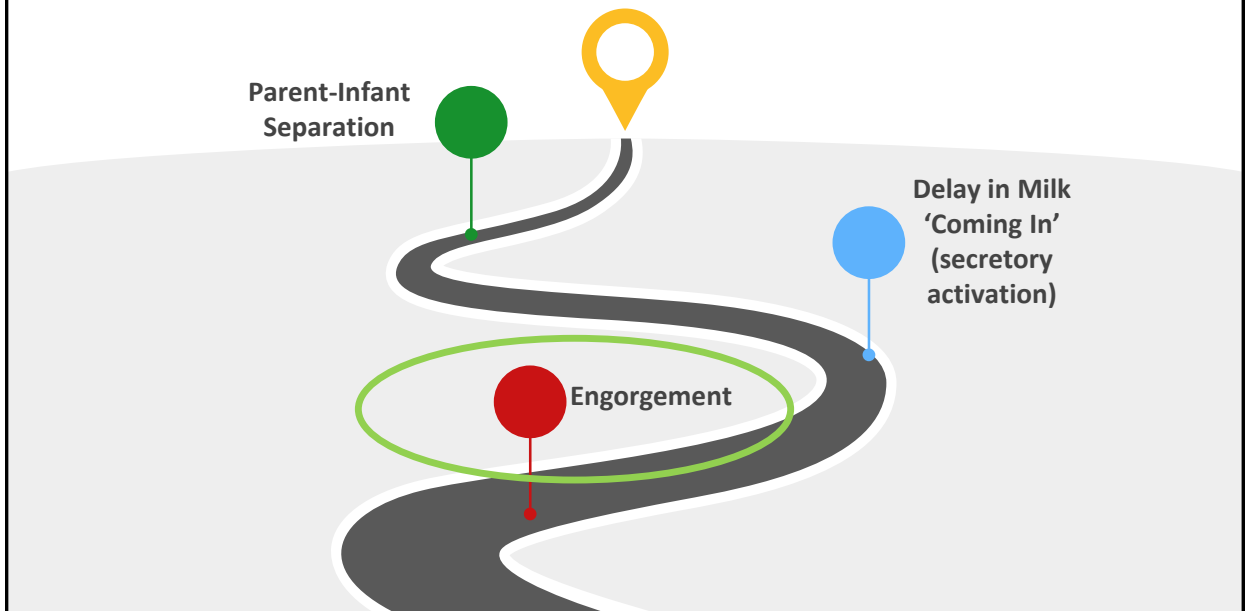 Parent-Infant
Separation
Delay in Milk
‘Coming In’
(secretory
activation)
Engorgement